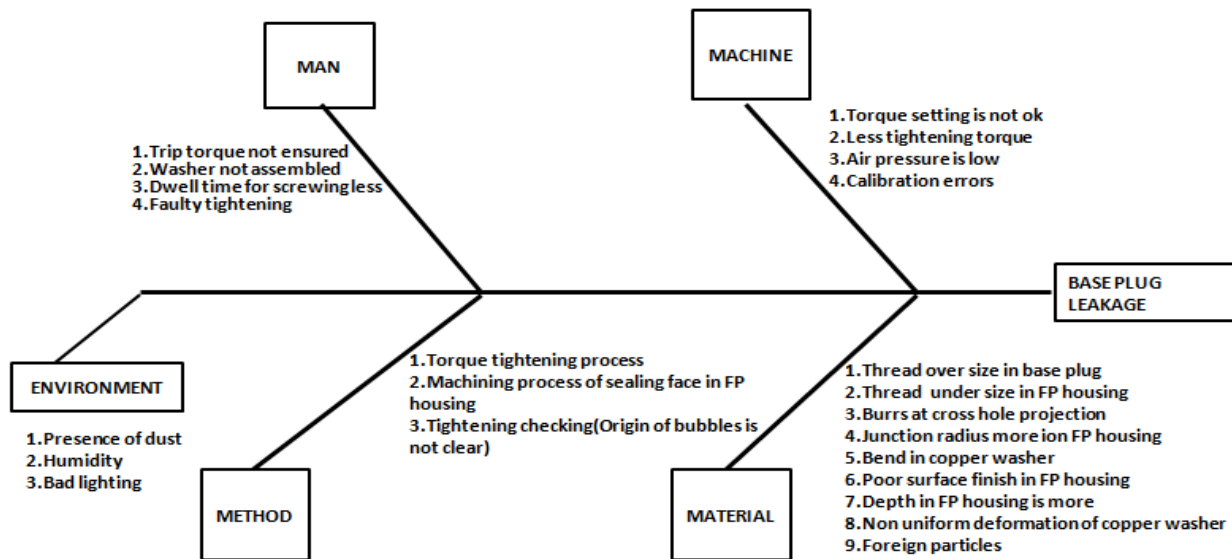 MAN
MACHINE
1.Trip torque not ensured
2.Washer not assembled
3.Dwell time for screwing less
4.Faulty tightening
1.Torque setting is not ok
2.Less tightening torque
3.Air pressure is low
4.Calibration errors
BASE PLUG
LEAKAGE
ENVIRONMENT
1.Presence of dust
2.Humidity
3.Bad lighting
METHOD
1.Torque tightening process
2.Machining process of sealing face in FP
housing
3.Tightening checking(Origin of bubbles is
not clear)
MATERIAL
1.Thread over size in base plug
2.Thread under size in FP housing
3.Burrs at cross hole projection
4.Junction radius more ion FP housing
5.Bend in copper washer
6.Poor surface finish in FP housing
7.Depth in FP housing is more
8.Non uniform deformation of copper washer
9.Foreign particles